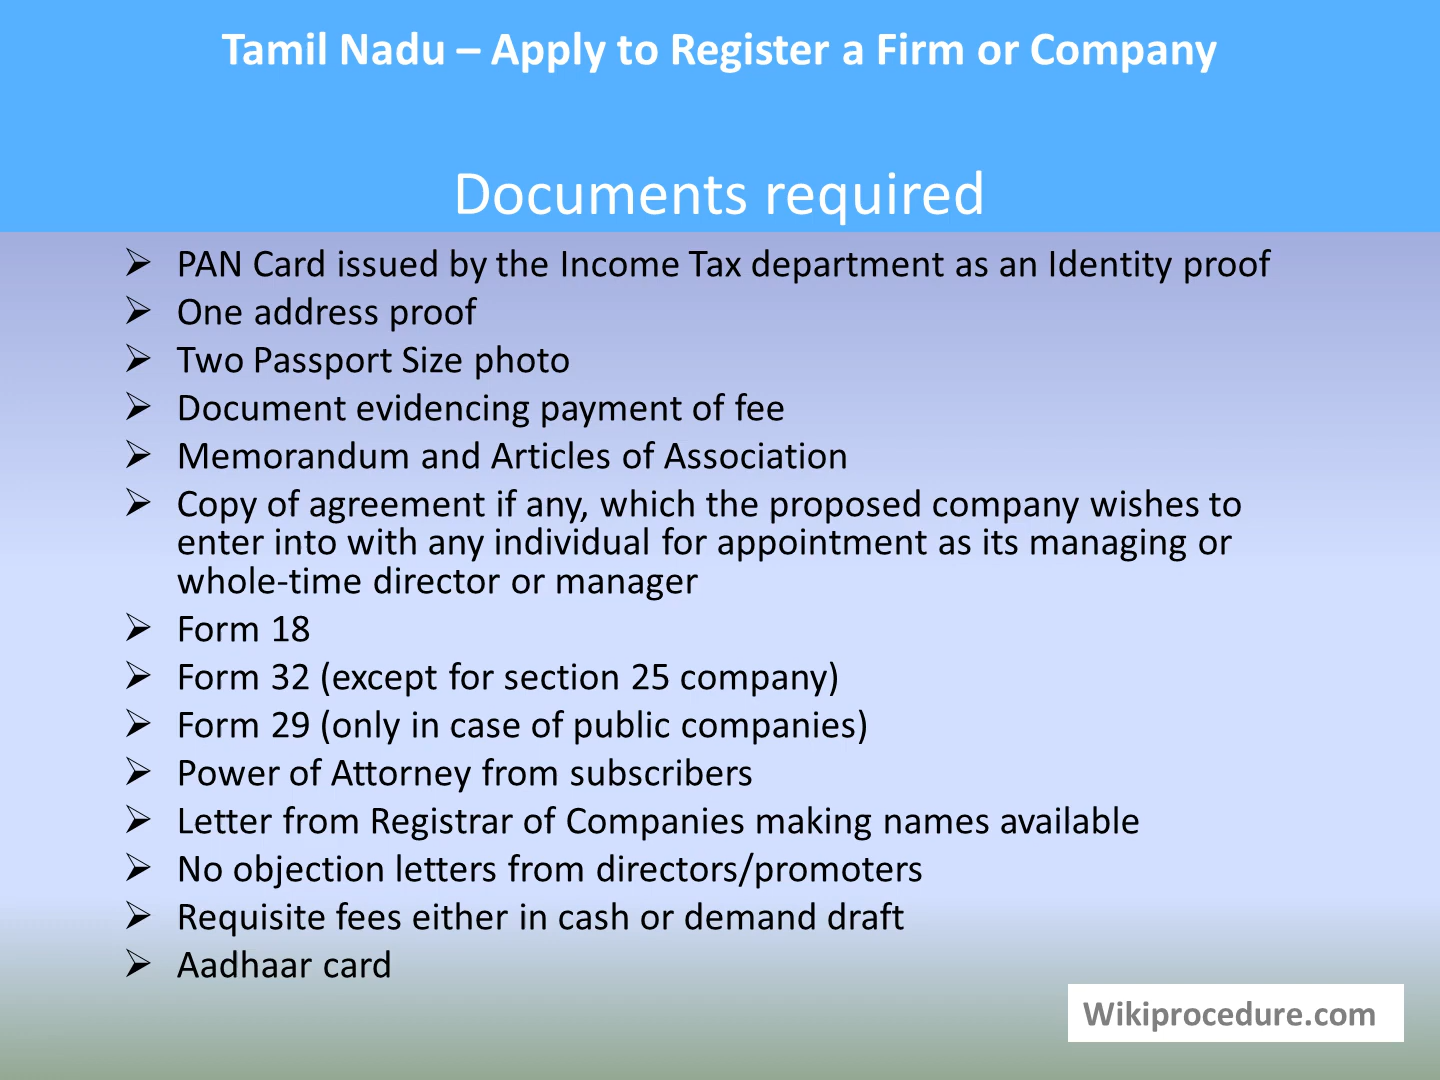 Tamil Nadu – Apply to Register a Firm or Company
Documents required
➢ PAN Card issued by the Income Tax department as an Identity proof
➢ One address proof
➢ Two Passport Size photo
➢ Document evidencing payment of fee
➢ Memorandum and Articles of Association
➢ Copy of agreement if any, which the proposed company wishes to
enter into with any individual for appointment as its managing or
whole-time director or manager
➢ Form 18
➢ Form 32 (except for section 25 company)
➢ Form 29 (only in case of public companies)
➢ Power of Attorney from subscribers
➢ Letter from Registrar of Companies making names available
➢ No objection letters from directors/promoters
➢ Requisite fees either in cash or demand draft
➢ Aadhaar card
Wikiprocedure.com